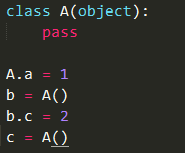 class A(object):
    pass

A.a = 1
b = A()
b.c = 2
c = A()